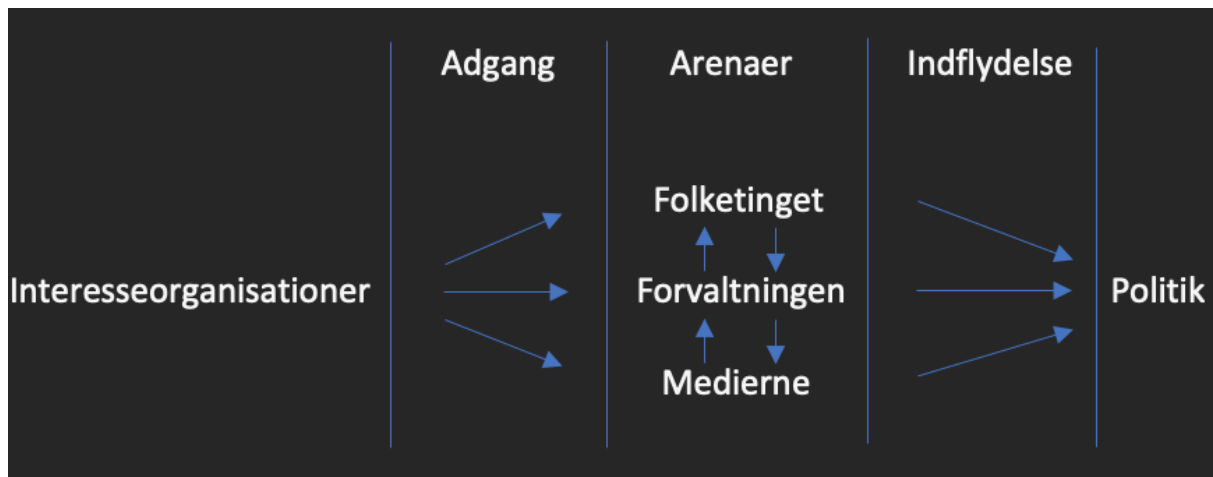 Adgang
Arenaer
Indflydelse
Folketinget
Interesseorganisationer
Forvaltningen
Politik
Medierne